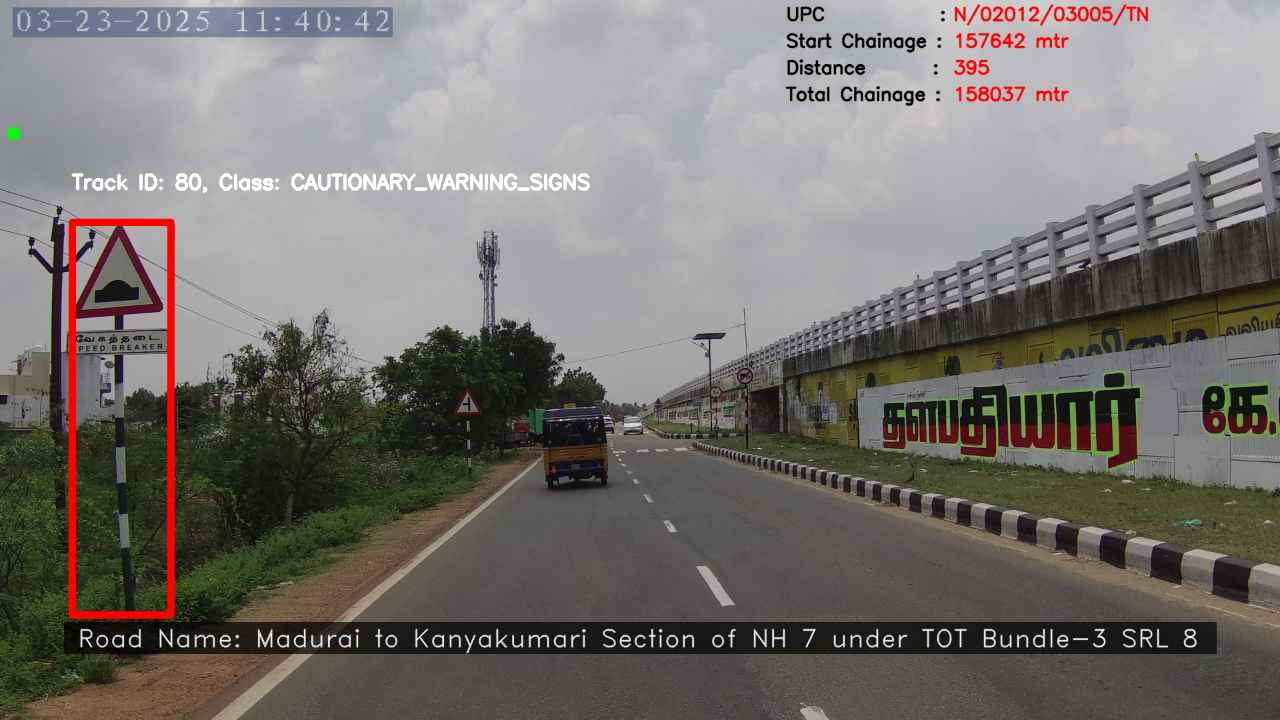 03-23-2025 11:40:42
UPC : N/02012/03005/TN
Start Chainage : 157642 mtr
Distance : 395
Total Chainage : 158037 mtr
Track ID: 80, Class: CAUTIONARY_WARNING_SIGNS
வேகத்தடை
SPEED BREAKER
தளபதியார் கே.
Road Name: Madurai to Kanyakumari Section of NH 7 under TOT Bundle-3 SRL 8